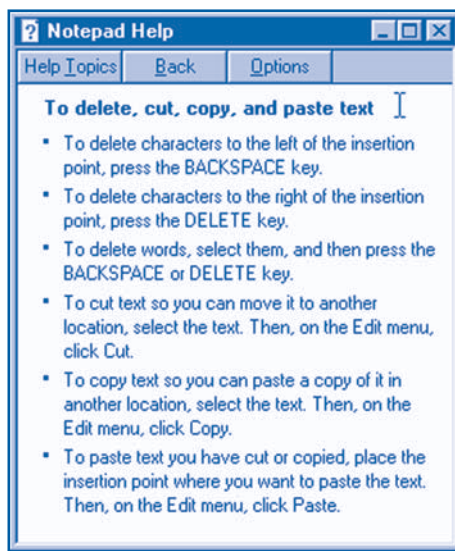 ? Notepad Help
Help Topics Back Options
To delete, cut, copy, and paste text
• To delete characters to the left of the insertion
point, press the BACKSPACE key.
• To delete characters to the right of the insertion
point, press the DELETE key.
• To delete words, select them, and then press the
BACKSPACE or DELETE key.
• To cut text so you can move it to another
location, select the text. Then, on the Edit menu,
click Cut.
• To copy text so you can paste a copy of it in
another location, select the text. Then, on the
Edit menu, click Copy.
• To paste text you have cut or copied, place the
insertion point where you want to paste the text.
Then, on the Edit menu, click Paste.